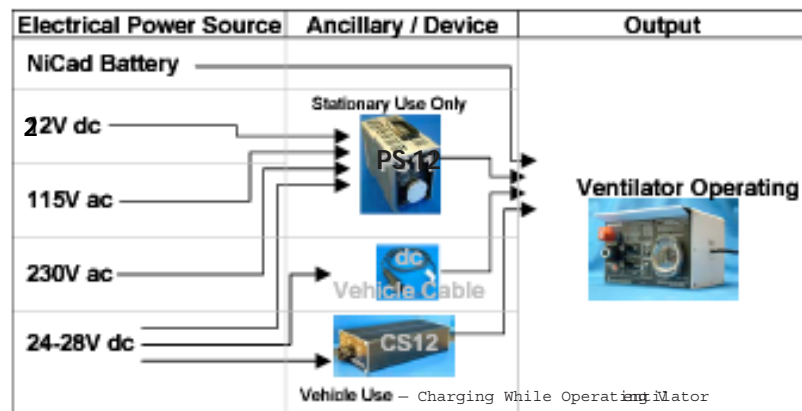 Electrical Power Source Ancillary / Device Output
NiCad Battery
Stationary Use Only
12V dc
PS12
115V ac
Ventilator Operating
230V ac
dc
Vehicle Cable
24-28V dc
CS12
Vehicle Use – Charging While Operating Ventilator